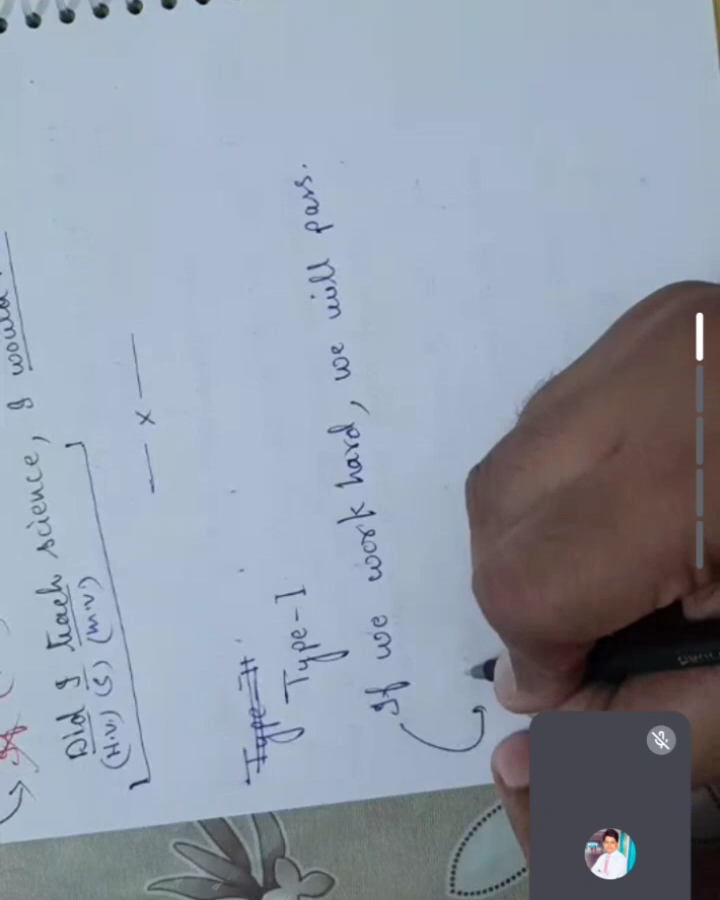 Did I teach science, I would
(H.V.) (S) (M.V.)
x
Type-II
Type-I
If we work hard, we will pass.